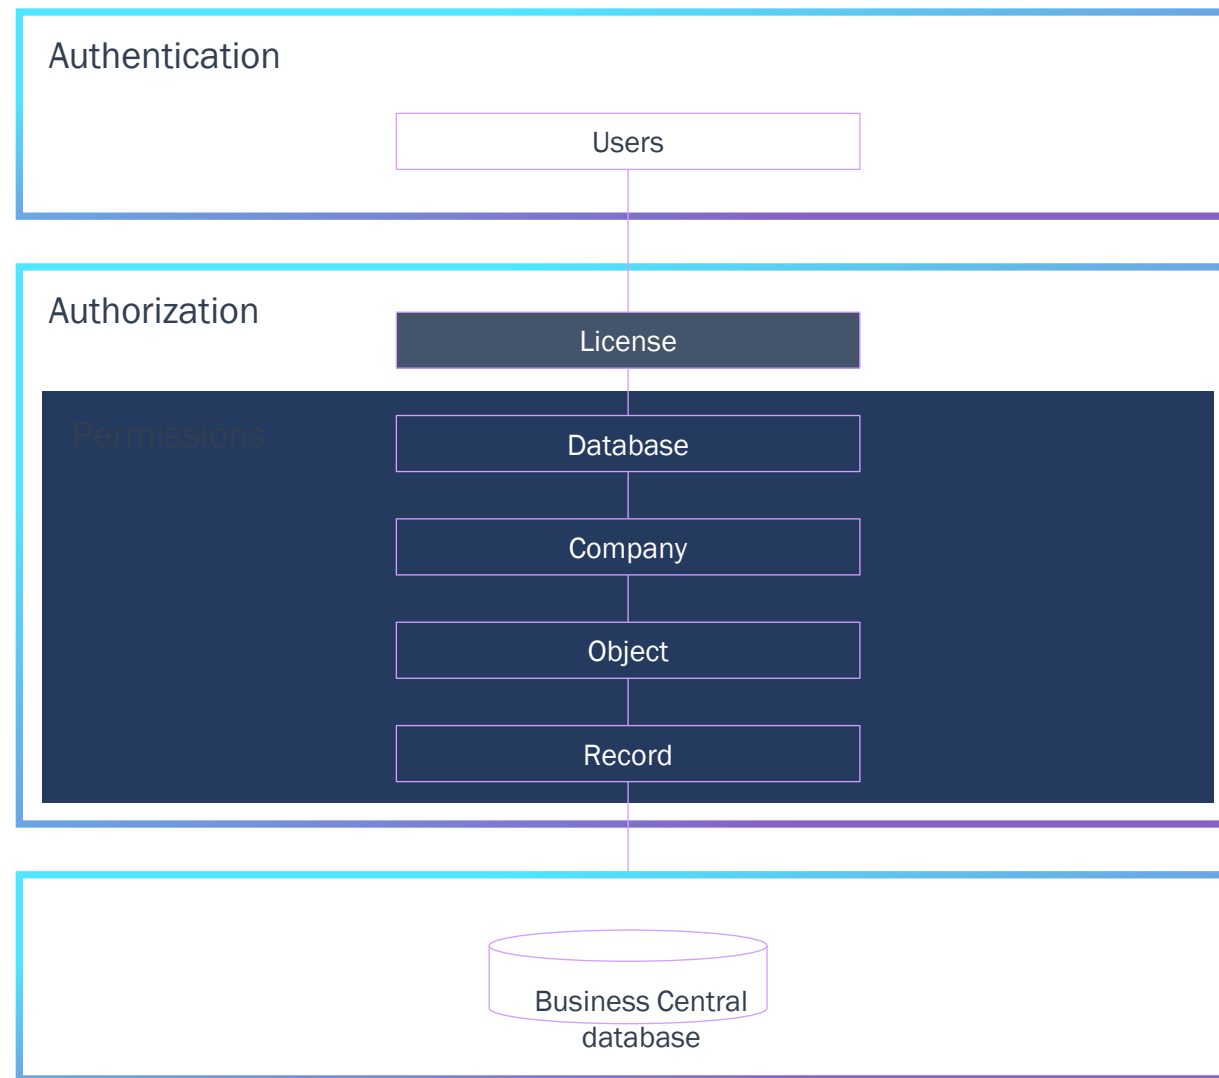 Authentication
Users
Authorization
License
Permissions
Database
Company
Object
Record
Business Central
database